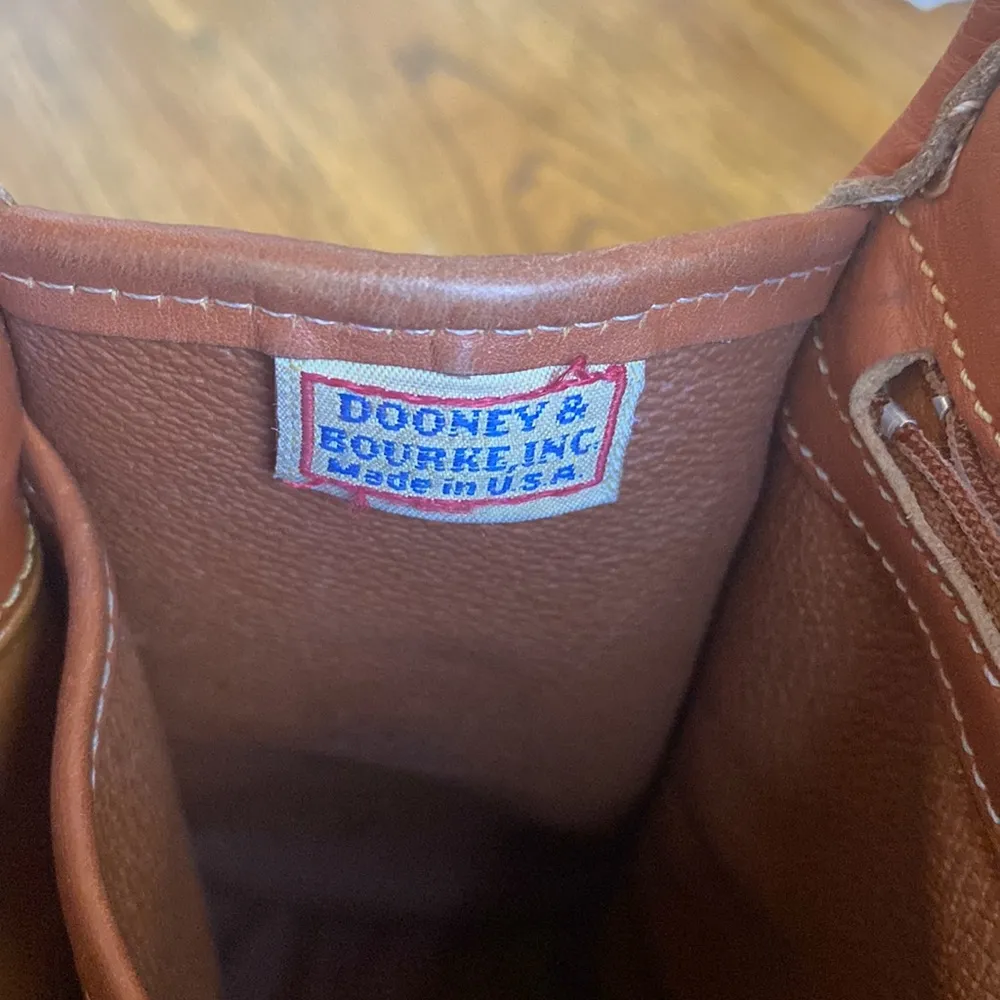 DOONEY &
BOURKE, INC
Made in U.S.A